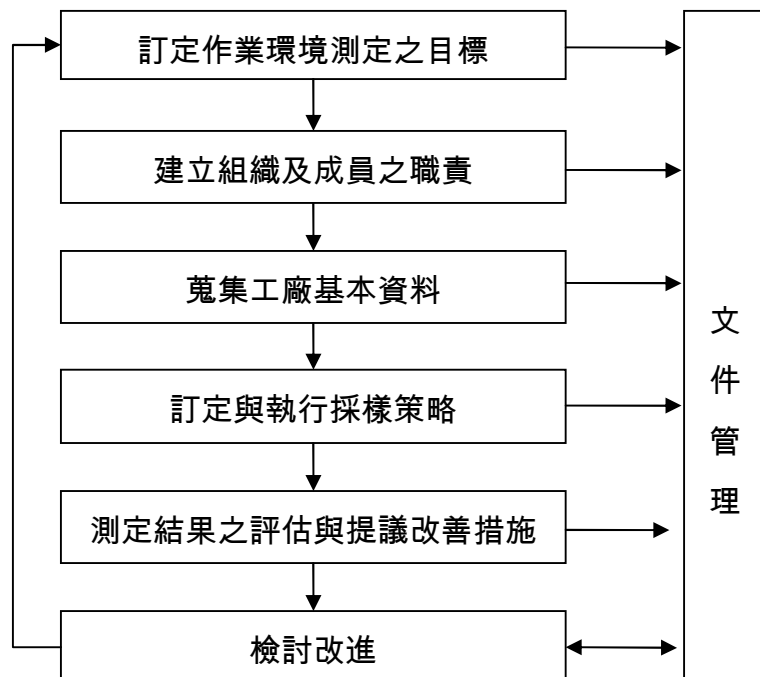 訂定作業環境測定之目標
建立組織及成員之職責
蒐集工廠基本資料
訂定與執行採樣策略
測定結果之評估與提議改善措施
檢討改進
文件管理